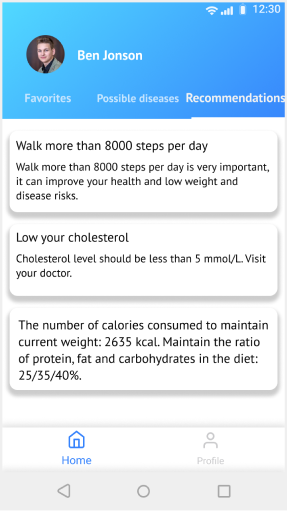 12:30
Ben Jonson
Favorites Possible diseases Recommendations
Walk more than 8000 steps per day
Walk more than 8000 steps per day is very important,
it can improve your health and low weight and
disease risks.
Low your cholesterol
Cholesterol level should be less than 5 mmol/L. Visit
your doctor.
The number of calories consumed to maintain
current weight: 2635 kcal. Maintain the ratio
of protein, fat and carbohydrates in the diet:
25/35/40%.
Home Profile